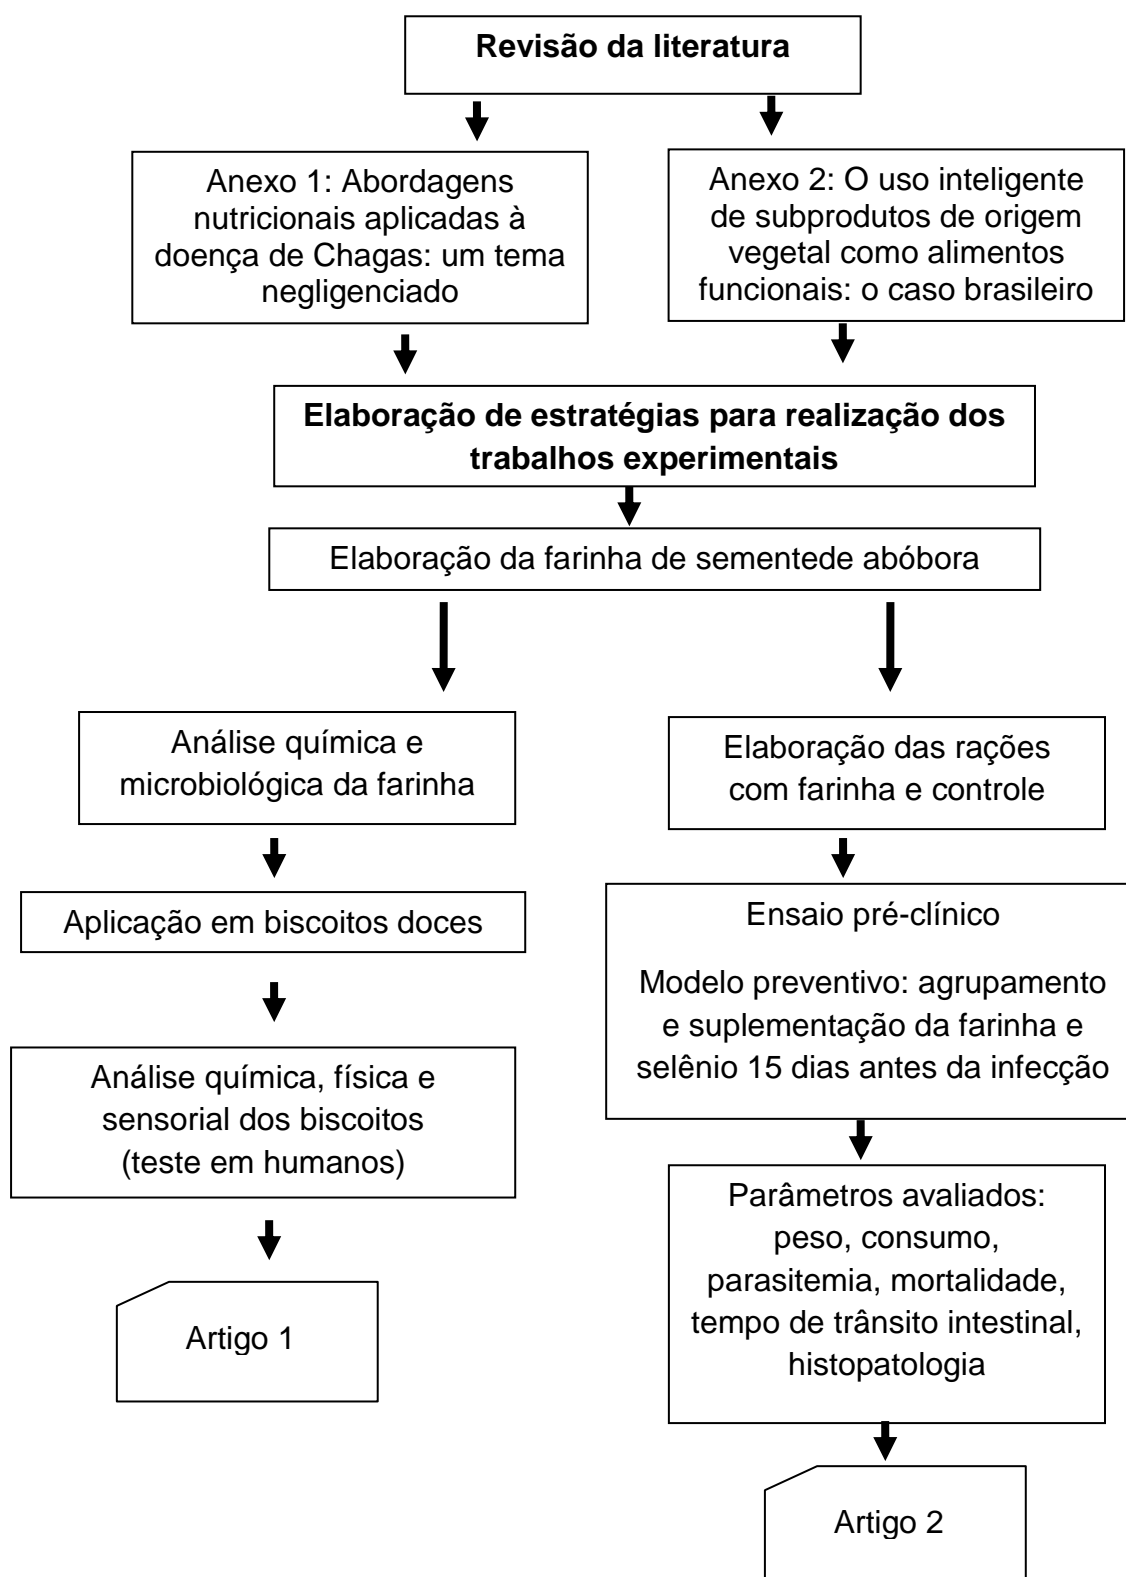 Revisão da literatura
Anexo 1: Abordagens
nutricionais aplicadas à
doença de Chagas: um tema
negligenciado
Anexo 2: O uso inteligente
de subprodutos de origem
vegetal como alimentos
funcionais: o caso brasileiro
Elaboração de estratégias para realização dos
trabalhos experimentais
Elaboração da farinha de sementede abóbora
Análise química e
microbiológica da farinha
Aplicação em biscoitos doces
Análise química, física e
sensorial dos biscoitos
(teste em humanos)
Artigo 1
Elaboração das rações
com farinha e controle
Ensaio pré-clínico
Modelo preventivo: agrupamento
e suplementação da farinha e
selênio 15 dias antes da infecção
Parâmetros avaliados:
peso, consumo,
parasitemia, mortalidade,
tempo de trânsito intestinal,
histopatologia
Artigo 2